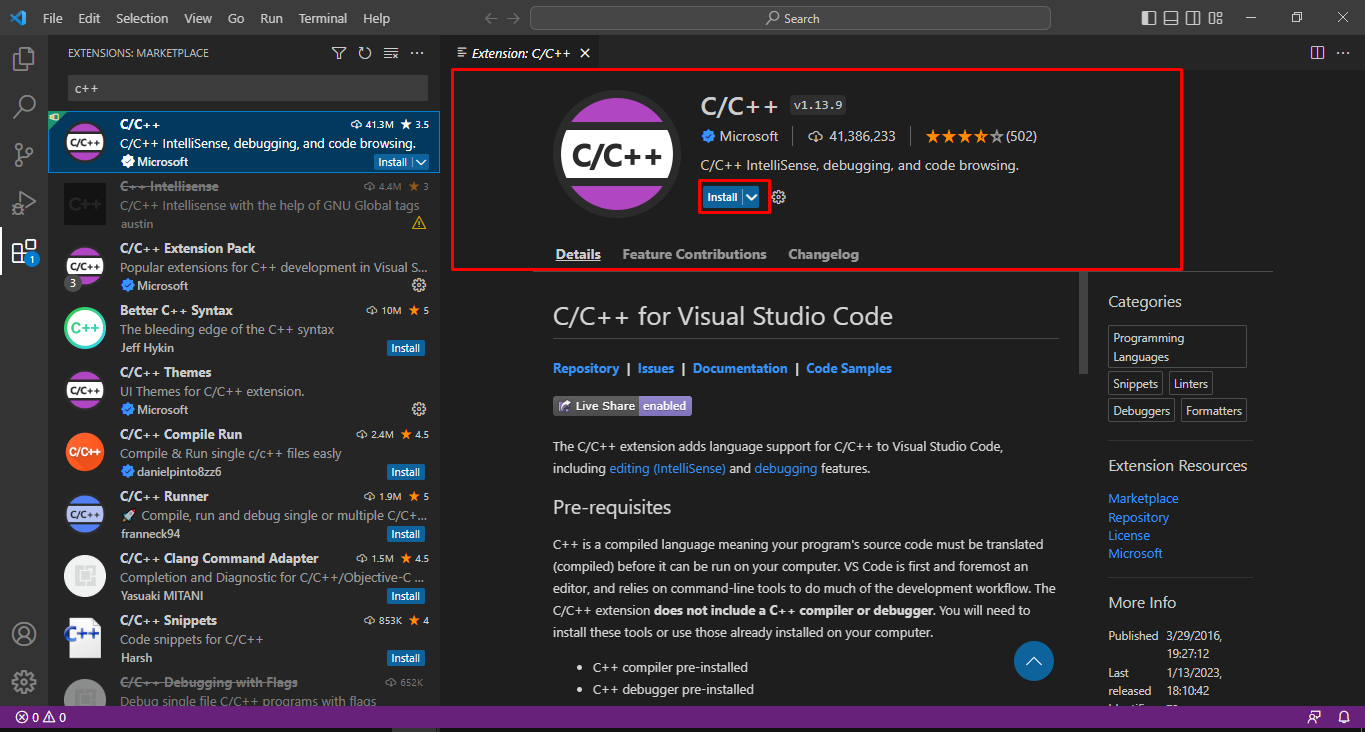 File Edit Selection View Go Run Terminal Help
Search
EXTENSIONS: MARKETPLACE
c++
C/C++ 41.3M 3.5
C/C++ IntelliSense, debugging, and code browsing.
Microsoft Install
C++ Intellisense 4.4M 3
C/C++ Intellisense with the help of GNU Global tags
austin
C/C++ Extension Pack
Popular extensions for C++ development in Visual S...
3 Microsoft
Better C++ Syntax 10M 5
The bleeding edge of the C++ syntax
Jeff Hykin Install
C/C++ Themes
UI Themes for C/C++ extension.
Microsoft
C/C++ Compile Run 2.4M 4.5
Compile & Run single c/c++ files easly
danielpinto8zz6 Install
C/C++ Runner 1.9M 5
🚀 Compile, run and debug single or multiple C/C+...
franneck94 Install
C/C++ Clang Command Adapter 1.5M 4.5
Completion and Diagnostic for C/C++/Objective-C ...
Yasuaki MITANI Install
C/C++ Snippets 853K 4
Code snippets for C/C++
Harsh Install
C/C++ Debugging with Flags 652K
Debug single file C/C++ programs with flags
C/C++
C++
C/C++
C++
C/C++
C/C++
C/C++
C++
1
Extension: C/C++
C/C++
C/C++ v1.13.9
Microsoft 41,386,233 (502)
C/C++ IntelliSense, debugging, and code browsing.
Install
Details Feature Contributions Changelog
C/C++ for Visual Studio Code
Repository | Issues | Documentation | Code Samples
Live Share enabled
The C/C++ extension adds language support for C/C++ to Visual Studio Code,
including editing (IntelliSense) and debugging features.
Pre-requisites
C++ is a compiled language meaning your program's source code must be translated
(compiled) before it can be run on your computer. VS Code is first and foremost an
editor, and relies on command-line tools to do much of the development workflow. The
C/C++ extension does not include a C++ compiler or debugger. You will need to
install these tools or use those already installed on your computer.
• C++ compiler pre-installed
• C++ debugger pre-installed
Categories
Programming
Languages
Snippets Linters
Debuggers Formatters
Extension Resources
Marketplace
Repository
License
Microsoft
More Info
Published 3/29/2016,
19:27:12
Last 1/13/2023,
released 18:10:42
0 0